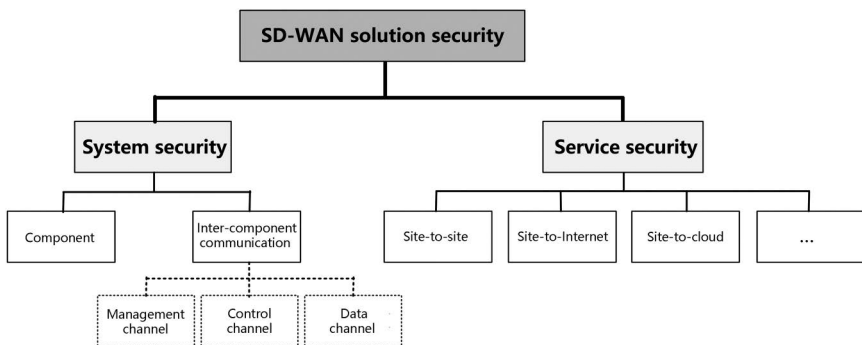 SD-WAN solution security
System security
Service security
Component
Inter-component
communication
Site-to-site
Site-to-Internet
Site-to-cloud
...
Management
channel
Control
channel
Data
channel